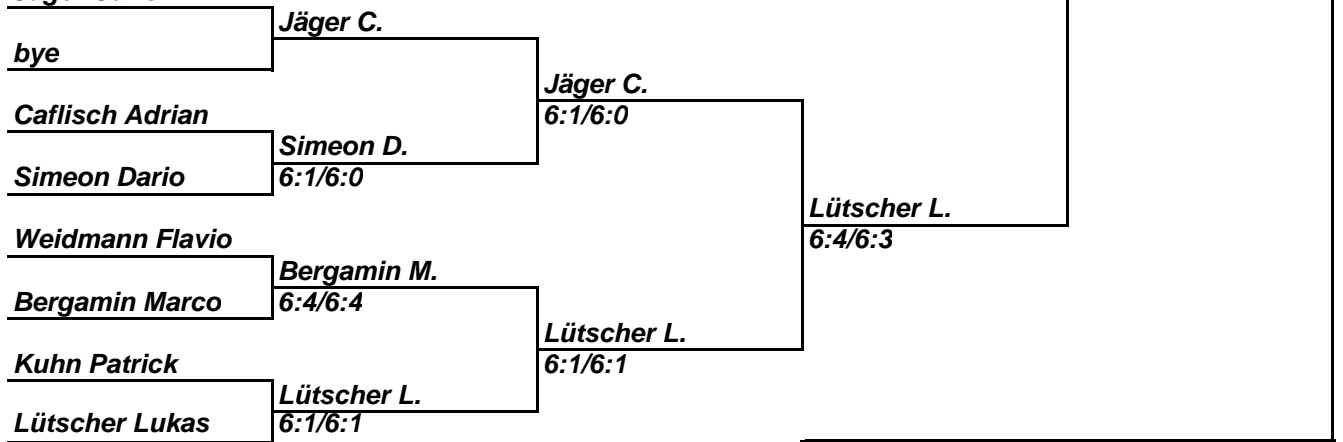 Jäger C.
bye
Jäger C.
Caflisch Adrian
6:1/6:0
Simeon D.
Simeon Dario
6:1/6:0
Lütscher L.
Weidmann Flavio
6:4/6:3
Bergamin M.
Bergamin Marco
6:4/6:4
Lütscher L.
Kuhn Patrick
6:1/6:1
Lütscher L.
Lütscher Lukas
6:1/6:1